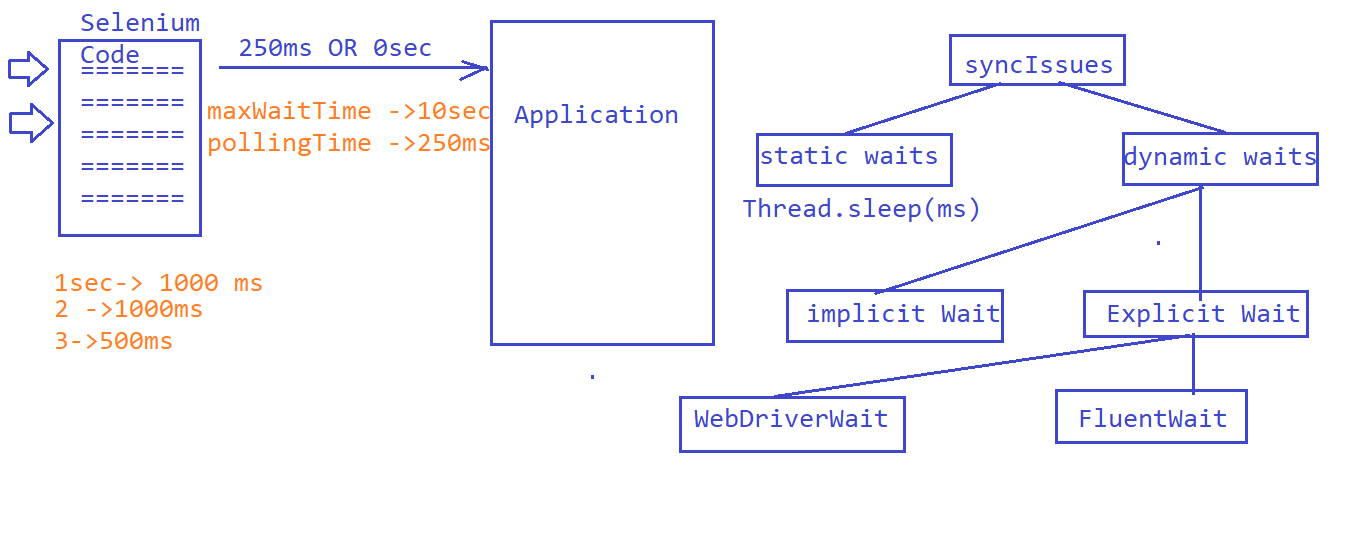 Selenium
Code
=======
=======
=======
=======
=======
250ms OR 0sec
maxWaitTime ->10sec
pollingTime ->250ms
Application
1sec-> 1000 ms
2 ->1000ms
3->500ms
syncIssues
static waits
dynamic waits
Thread.sleep(ms)
implicit Wait
Explicit Wait
WebDriverWait
FluentWait